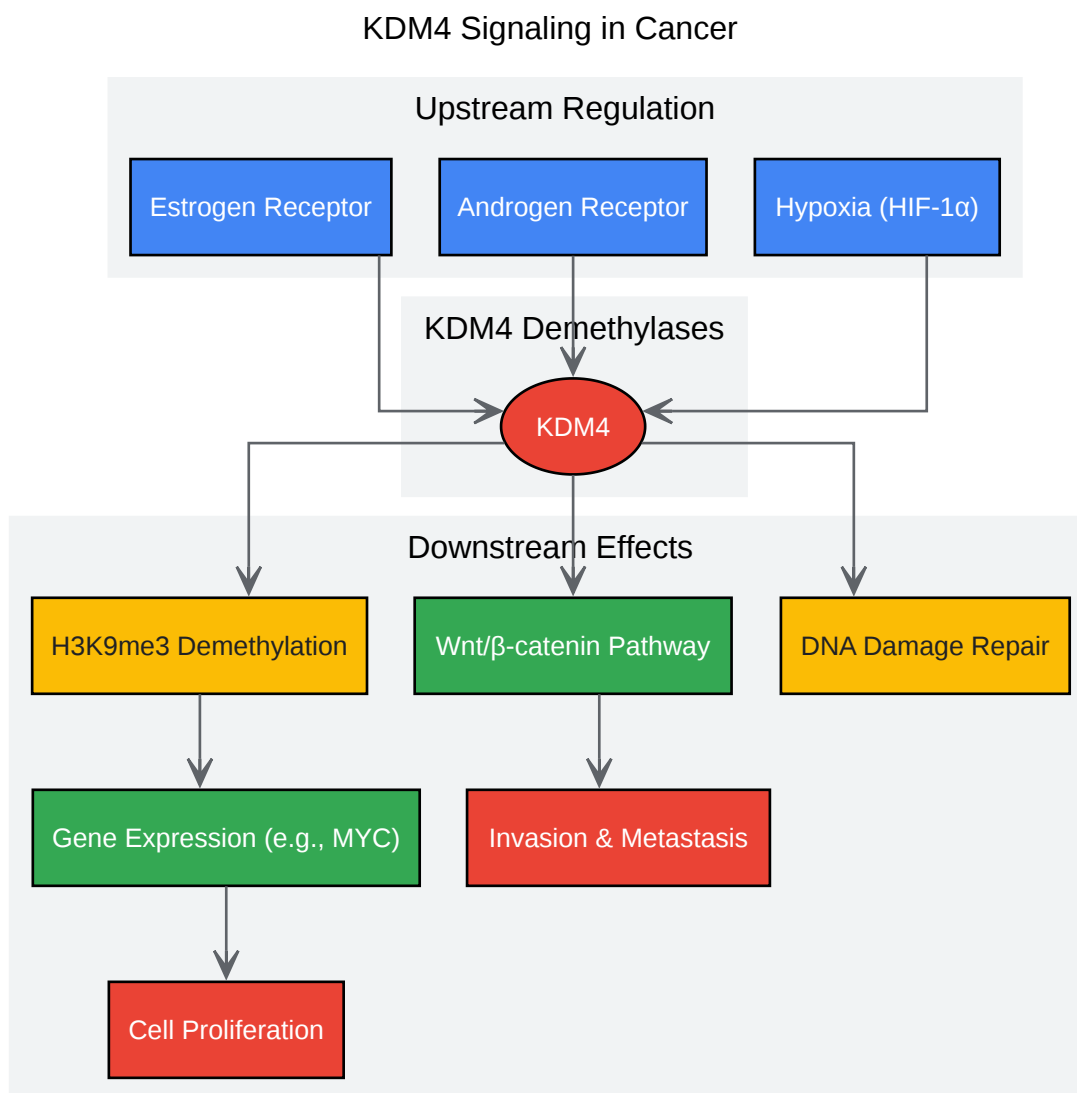 KDM4 Signaling in Cancer
Upstream Regulation
Estrogen Receptor
Androgen Receptor
Hypoxia (HIF-1α)
KDM4 Demethylases
KDM4
Downstream Effects
H3K9me3 Demethylation
Wnt/β-catenin Pathway
DNA Damage Repair
Gene Expression (e.g., MYC)
Invasion & Metastasis
Cell Proliferation